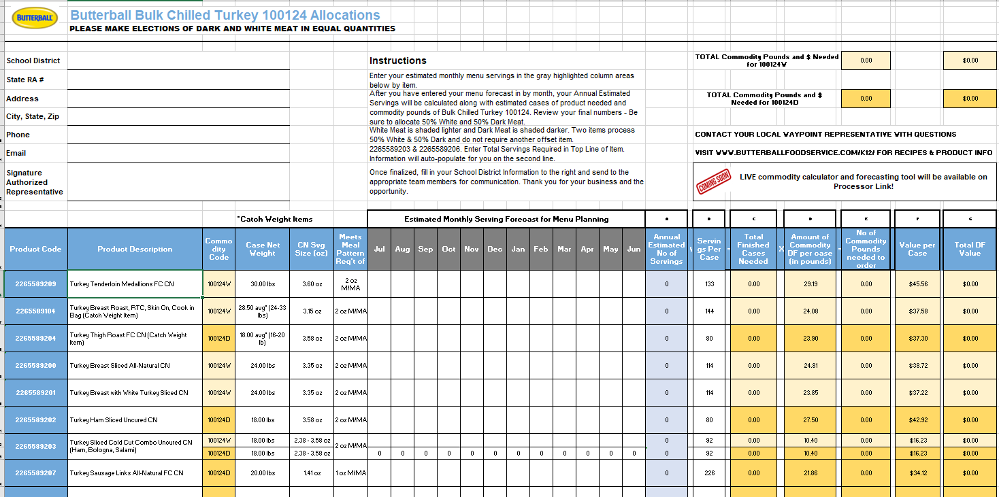 BUTTERBALL
Butterball Bulk Chilled Turkey 100124 Allocations
PLEASE MAKE ELECTIONS OF DARK AND WHITE MEAT IN EQUAL QUANTITIES
School District
State RA #
Address
City, State, Zip
Phone
Email
Signature
Authorized
Representative
Instructions
Enter your estimated monthly menu servings in the gray highlighted column areas
below by item.
After you have entered your menu forecast in by month, your Annual Estimated
Servings will be calculated along with estimated cases of product needed and
commodity pounds of Bulk Chilled Turkey 100124. Review your final numbers - Be
sure to allocate 50% White and 50% Dark Meat.
White Meat is shaded lighter and Dark Meat is shaded darker. Two items process
50% White & 50% Dark and do not require another offset item.
2265589203 & 2265589206. Enter Total Servings Required in Top Line of Item.
Information will auto-populate for you on the second line.
Once finalized, fill in your School District Information to the right and send to the
appropriate team members for communication. Thank you for your business and the
opportunity.
TOTAL Commodity Pounds and $ Needed
for 100124W
0.00 $0.00
TOTAL Commodity Pounds and $
Needed for 100124D
0.00 $0.00
CONTACT YOUR LOCAL WAYPOINT REPRESENTATIVE WITH QUESTIONS
VISIT WWW.BUTTERBALLFOODSERVICE.COM/K12/ FOR RECIPES & PRODUCT INFO
COMING SOON
LIVE commodity calculator and forecasting tool will be available on
Processor Link!
*Catch Weight Items
Estimated Monthly Serving Forecast for Menu Planning
A B C D E F G
Product Code
Product Description
Commo
dity
Code
Case Net
Weight
CN Svg
Size (oz)
Meets
Meal
Pattern
Req't of
Jul Aug Sep Oct Nov Dec Jan Feb Mar Apr May Jun
Annual
Estimated
No of
Servings
Servin
gs Per
Case
=
Total
Finished
Cases
Needed
X
Amount of
Commodity
DF per case
(in pounds)
=
No of
Commodity
Pounds
needed to
order
Value per
Case
Total DF
Value
2265589209 Turkey Tenderloin Medallions FC CN 100124W 30.00 lbs 3.60 oz 2 oz
M/MA
0 133 0.00 29.19 0.00 $45.56 $0.00
2265589104 Turkey Breast Roast, RTC, Skin On, Cook in
Bag (Catch Weight Item)
100124W 28.50 avg* (24-33
lbs)
3.15 oz 2 oz M/MA 0 144 0.00 24.08 0.00 $37.58 $0.00
2265589204 Turkey Thigh Roast FC CN (Catch Weight
Item)
100124D 18.00 avg* (16-20
lb)
3.58 oz 2 oz M/MA 0 80 0.00 23.90 0.00 $37.30 $0.00
2265589200 Turkey Breast Sliced All-Natural CN 100124W 24.00 lbs 3.35 oz 2 oz M/MA 0 114 0.00 24.81 0.00 $38.72 $0.00
2265589201 Turkey Breast with White Turkey Sliced CN 100124W 24.00 lbs 3.35 oz 2 oz M/MA 0 114 0.00 23.85 0.00 $37.22 $0.00
2265589202 Turkey Ham Sliced Uncured CN 100124D 18.00 lbs 3.58 oz 2 oz M/MA 0 80 0.00 27.50 0.00 $42.92 $0.00
2265589203 Turkey Sliced Cold Cut Combo Uncured CN
(Ham, Bologna, Salami)
100124W 18.00 lbs 2.38 - 3.58 oz 2 oz M/MA 0 92 0.00 10.40 0.00 $16.23 $0.00
100124D 18.00 lbs 2.38 - 3.58 oz 0 0 0 0 0 0 0 0 0 0 0 0 0 92 0.00 10.40 0.00 $16.23 $0.00
2265589207 Turkey Sausage Links All-Natural FC CN 100124D 20.00 lbs 1.41 oz 1 oz M/MA 0 226 0.00 21.86 0.00 $34.12 $0.00